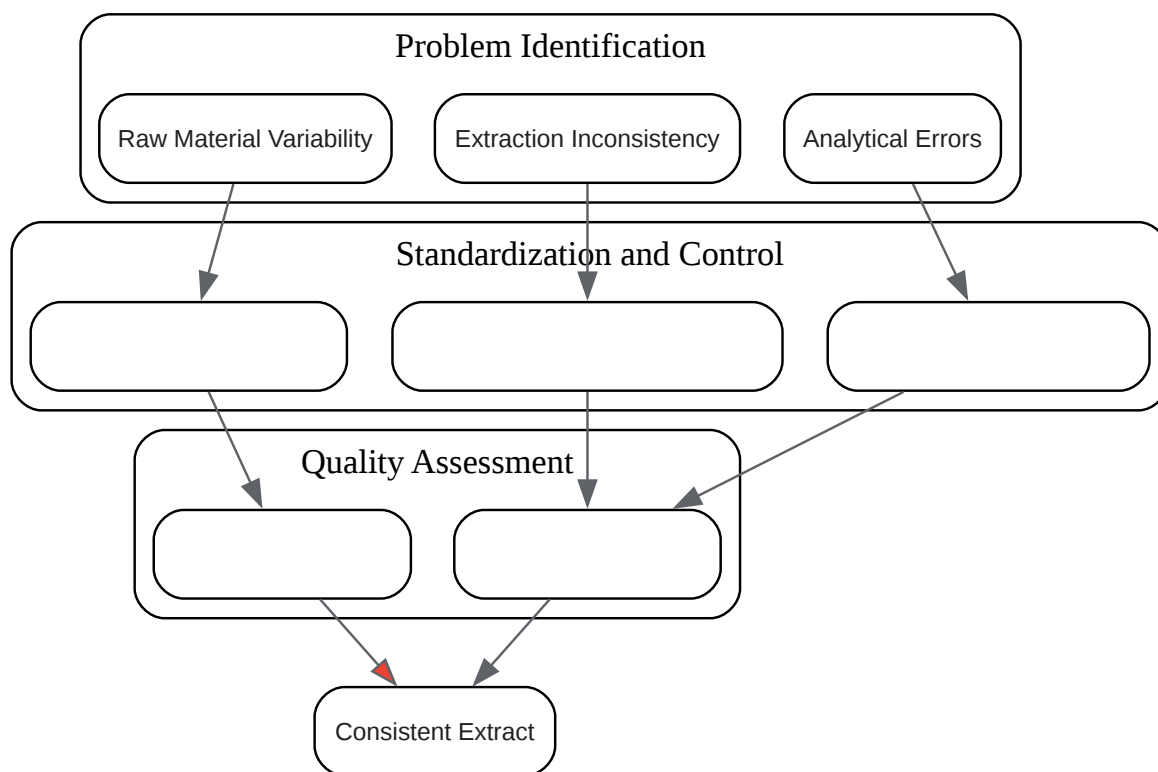 Problem Identification
Raw Material Variability
Extraction Inconsistency
Analytical Errors
Standardization and Control
Quality Assessment
Consistent Extract